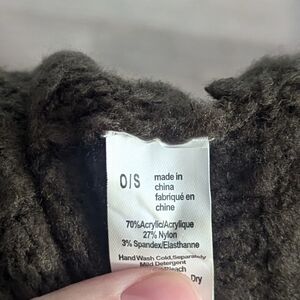 O/S
made in
china
fabriqué en
chine
70%Acrylic/Acrylique
27% Nylon
3% Spandex/Elasthanne
Hand Wash Cold,Separately
Mild Detergent
Bleach
Dry